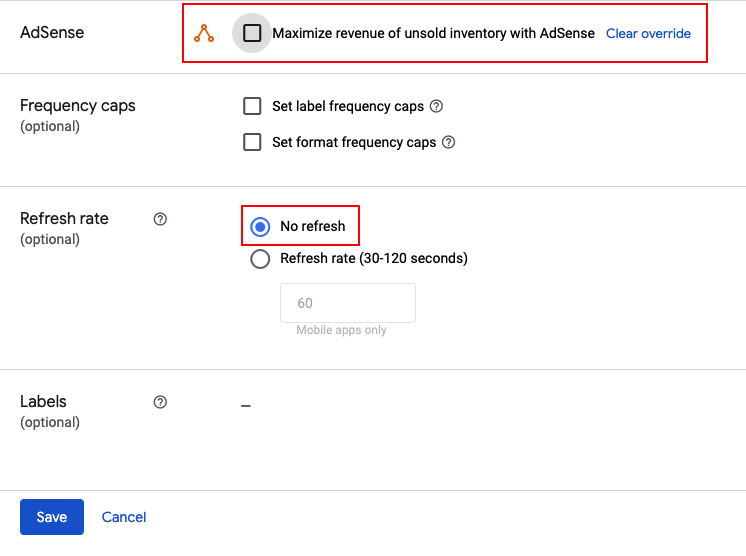 AdSense
Maximize revenue of unsold inventory with AdSense Clear override
Frequency caps
(optional)
Set label frequency caps
Set format frequency caps
Refresh rate
(optional)
No refresh
Refresh rate (30-120 seconds)
60
Mobile apps only
Labels
(optional)
–
Save Cancel